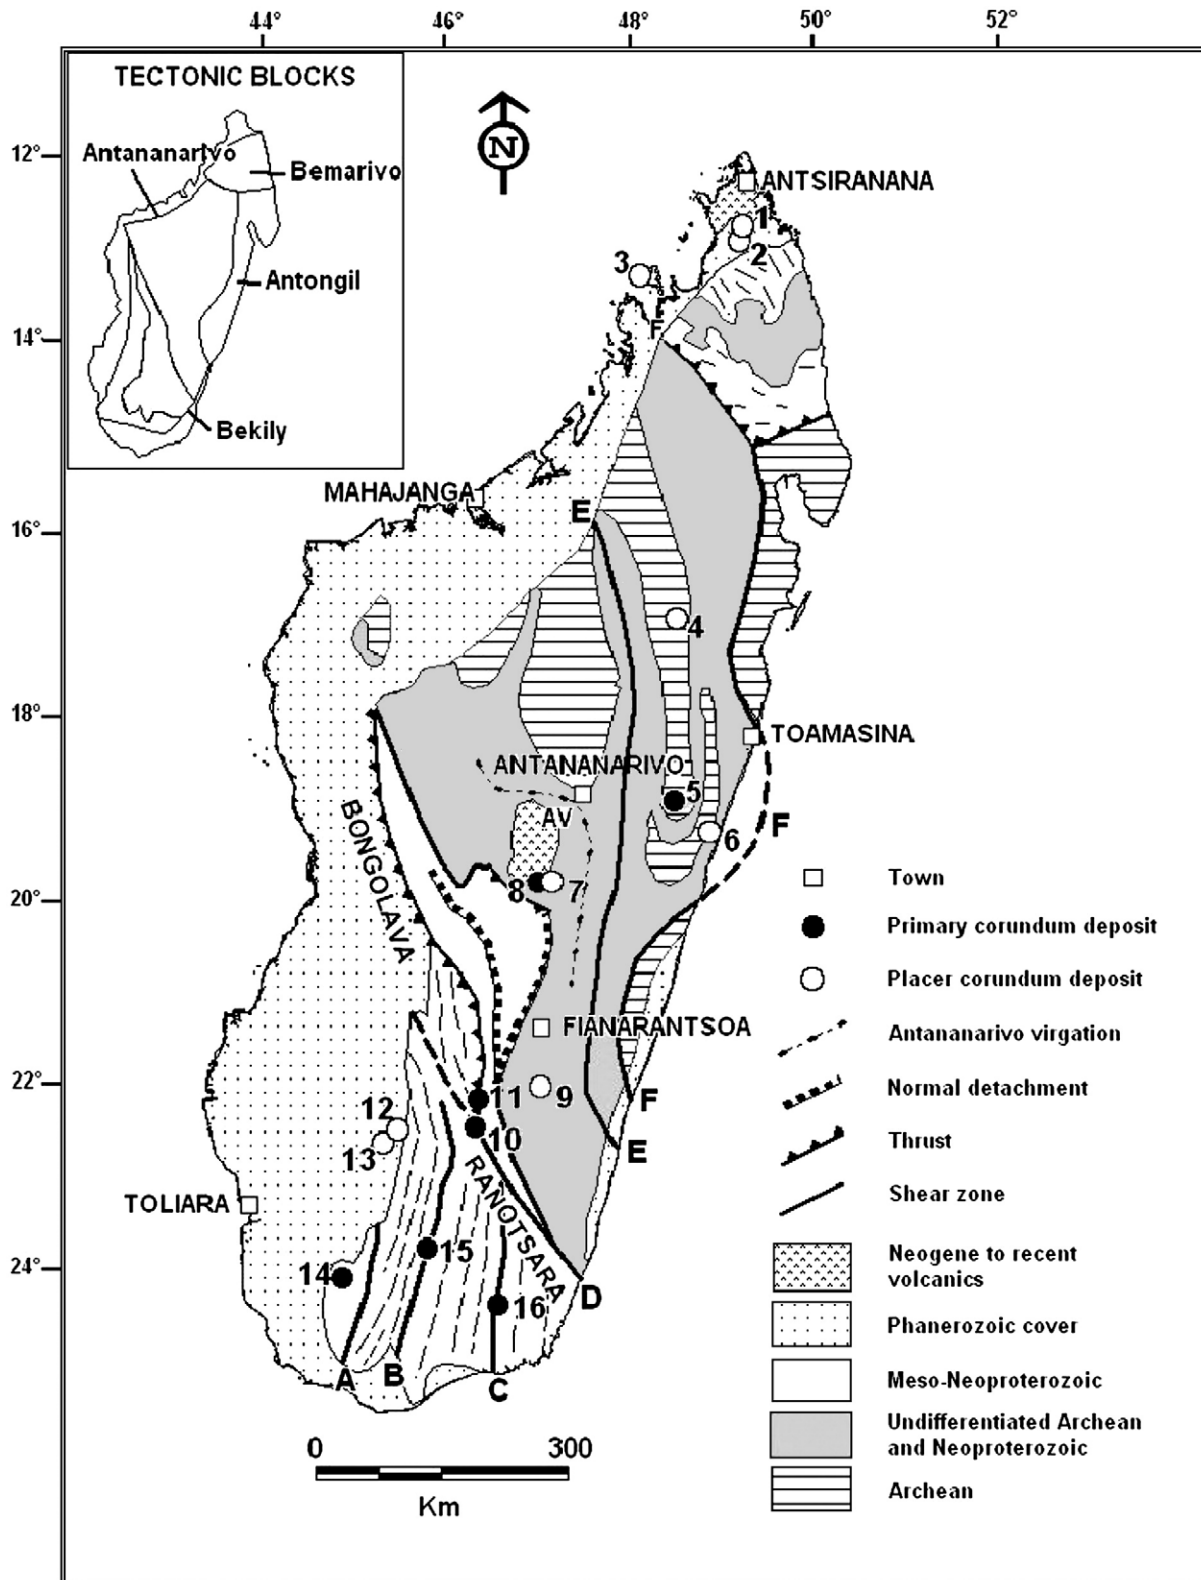 44° 46° 48° 50° 52°
TECTONIC BLOCKS
Antananarivo
Bemarivo
Antongil
Bekily
N
12°
14°
16°
18°
20°
22°
24°
ANTSIRANANA
1
2
3
F
MAHAJANGA
E
4
TOAMASINA
ANTANANARIVO
5
AV
6
F
BONGOLAVA
8 7
FIANARANTSOA
11 9 F
12
10
13
E
RANOTSARA
TOLIARA
15
14
16
D
A B C
0 300
Km
Town
Primary corundum deposit
Placer corundum deposit
Antananarivo virgation
Normal detachment
Thrust
Shear zone
Neogene to recent
volcanics
Phanerozoic cover
Meso-Neoproterozoic
Undifferentiated Archean
and Neoproterozoic
Archean